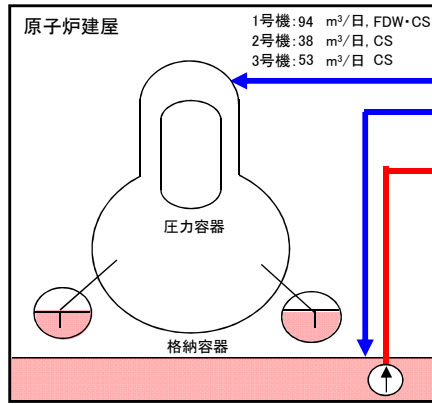 原子炉建屋
1号機:94 m³/日, FDW・CS
2号機:38 m³/日, CS
3号機:53 m³/日 CS
圧力容器
格納容器